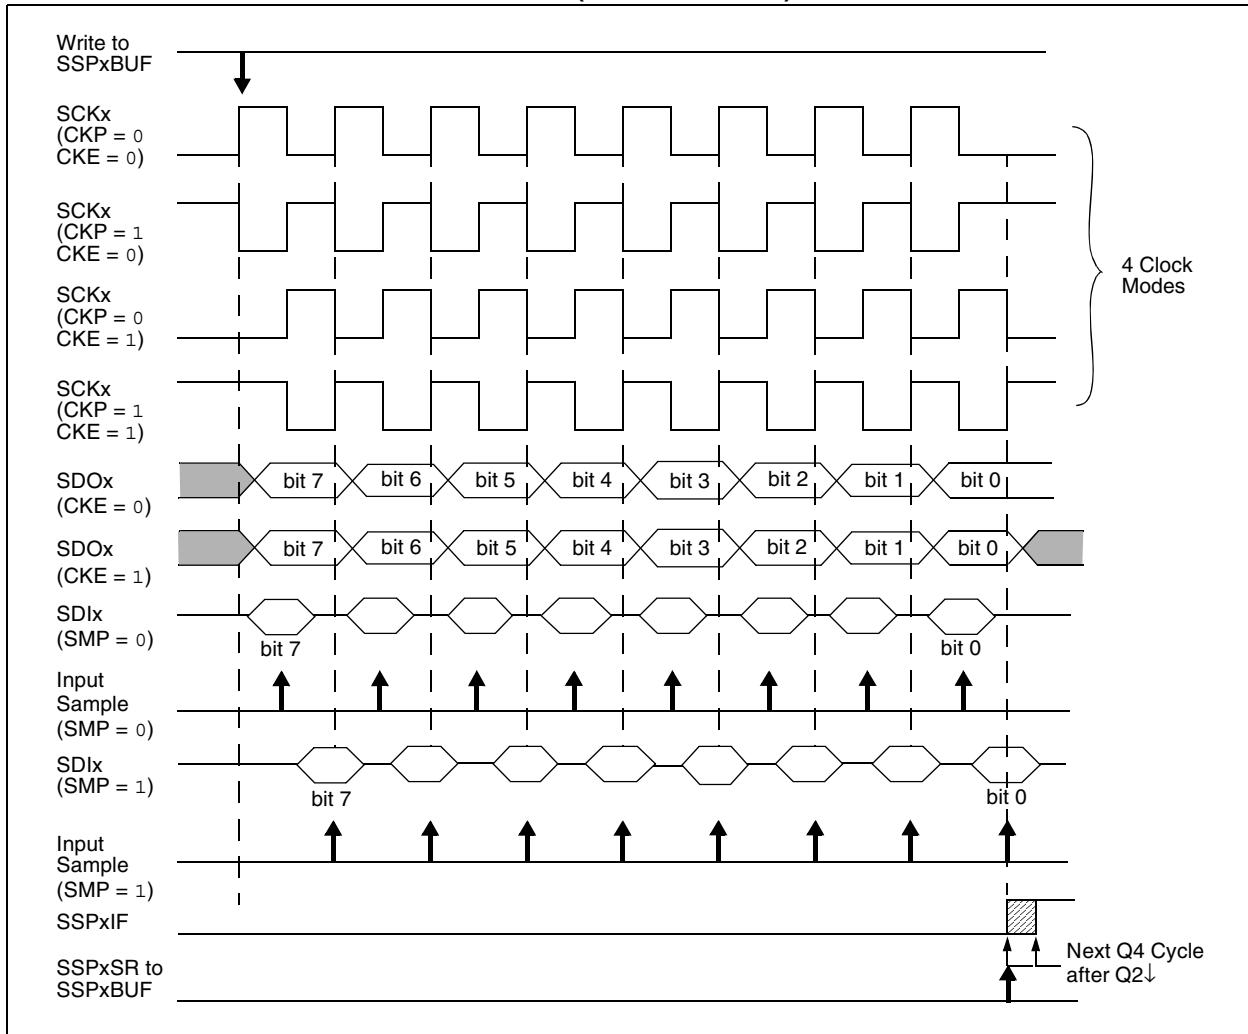 Write to
SSPxBUF
SCKx
(CKP = 0
CKE = 0)
SCKx
(CKP = 1
CKE = 0)
4 Clock
Modes
SCKx
(CKP = 0
CKE = 1)
SCKx
(CKP = 1
CKE = 1)
SDOx
(CKE = 0)
bit 7 bit 6 bit 5 bit 4 bit 3 bit 2 bit 1 bit 0
SDOx
(CKE = 1)
bit 7 bit 6 bit 5 bit 4 bit 3 bit 2 bit 1 bit 0
SDIx
(SMP = 0)
bit 7 bit 0
Input
Sample
(SMP = 0)
SDIx
(SMP = 1)
bit 7 bit 0
Input
Sample
(SMP = 1)
SSPxIF
SSPxSR to
SSPxBUF
Next Q4 Cycle
after Q2↓